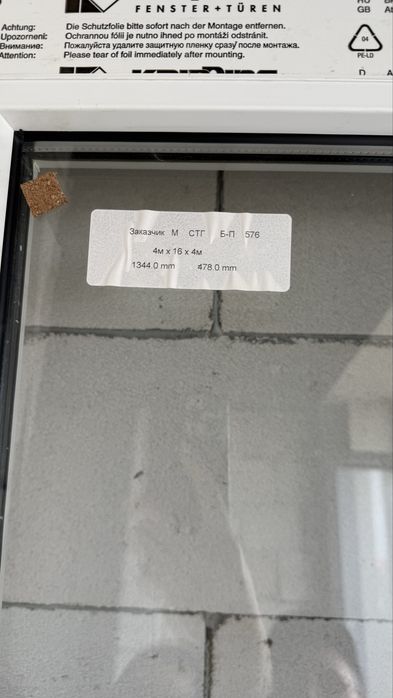 FENSTER+TÜREN
Achtung: Die Schutzfolie bitte sofort nach der Montage entfernen.
Upozornení: Ochrannou fólii je nutno ihned po montáži odstránit.
Внимание: Пожалуйста удалите защитную пленку сразу после монтажа.
Attention: Please tear of foil immediately after mounting.
GB
04
PE-LD
D
Заказчик М СТГ Б-П 576
4м х 16 х 4м
1344.0 mm 478.0 mm